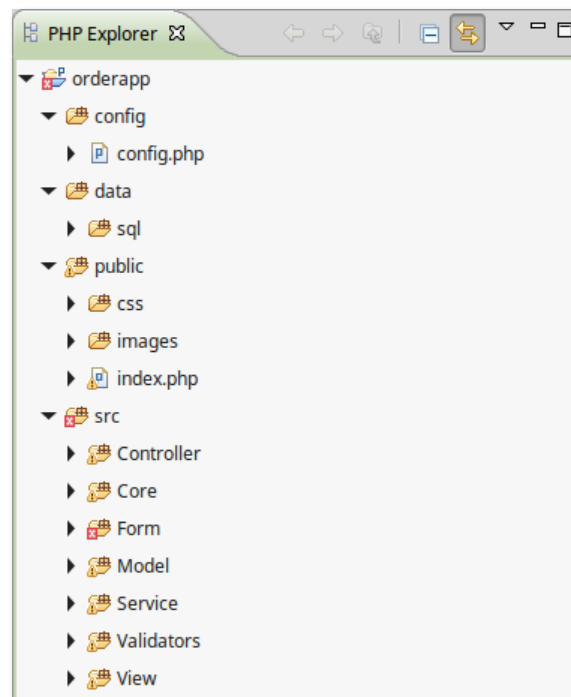 PHP Explorer
orderapp
config
config.php
data
sql
public
css
images
index.php
src
Controller
Core
Form
Model
Service
Validators
View